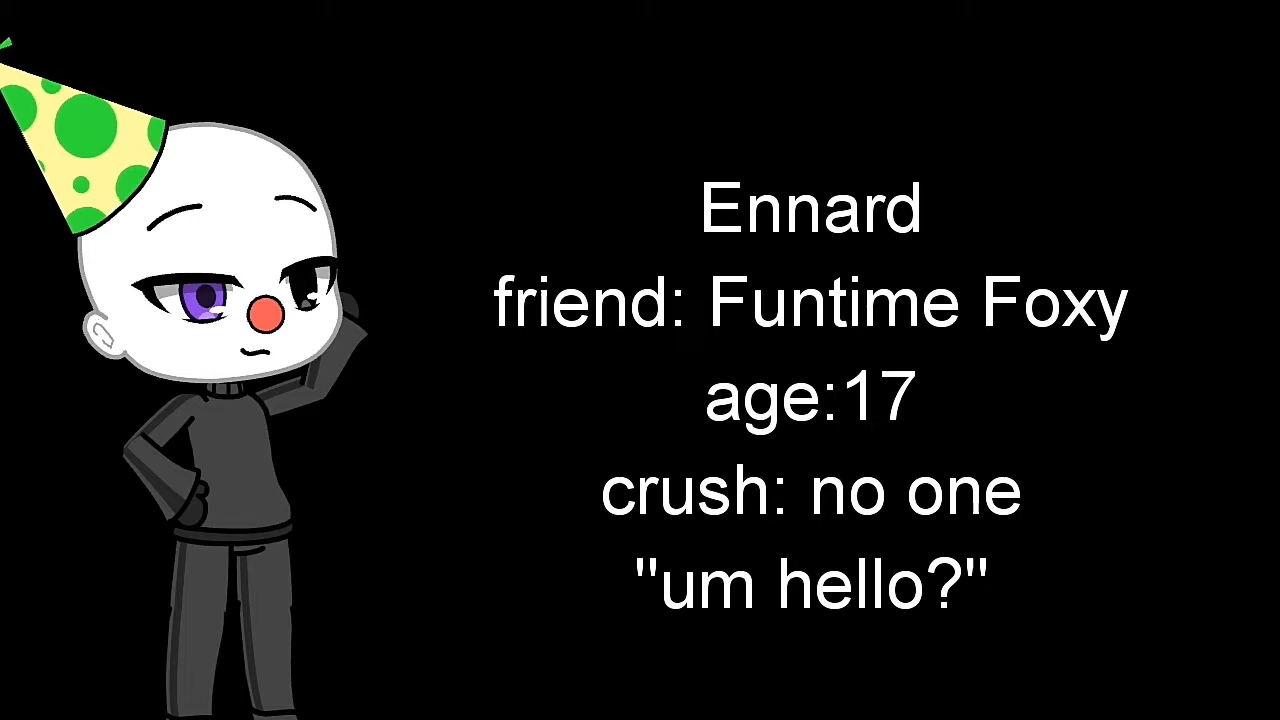 Ennard
friend: Funtime Foxy
age:17
crush: no one
"um hello?"